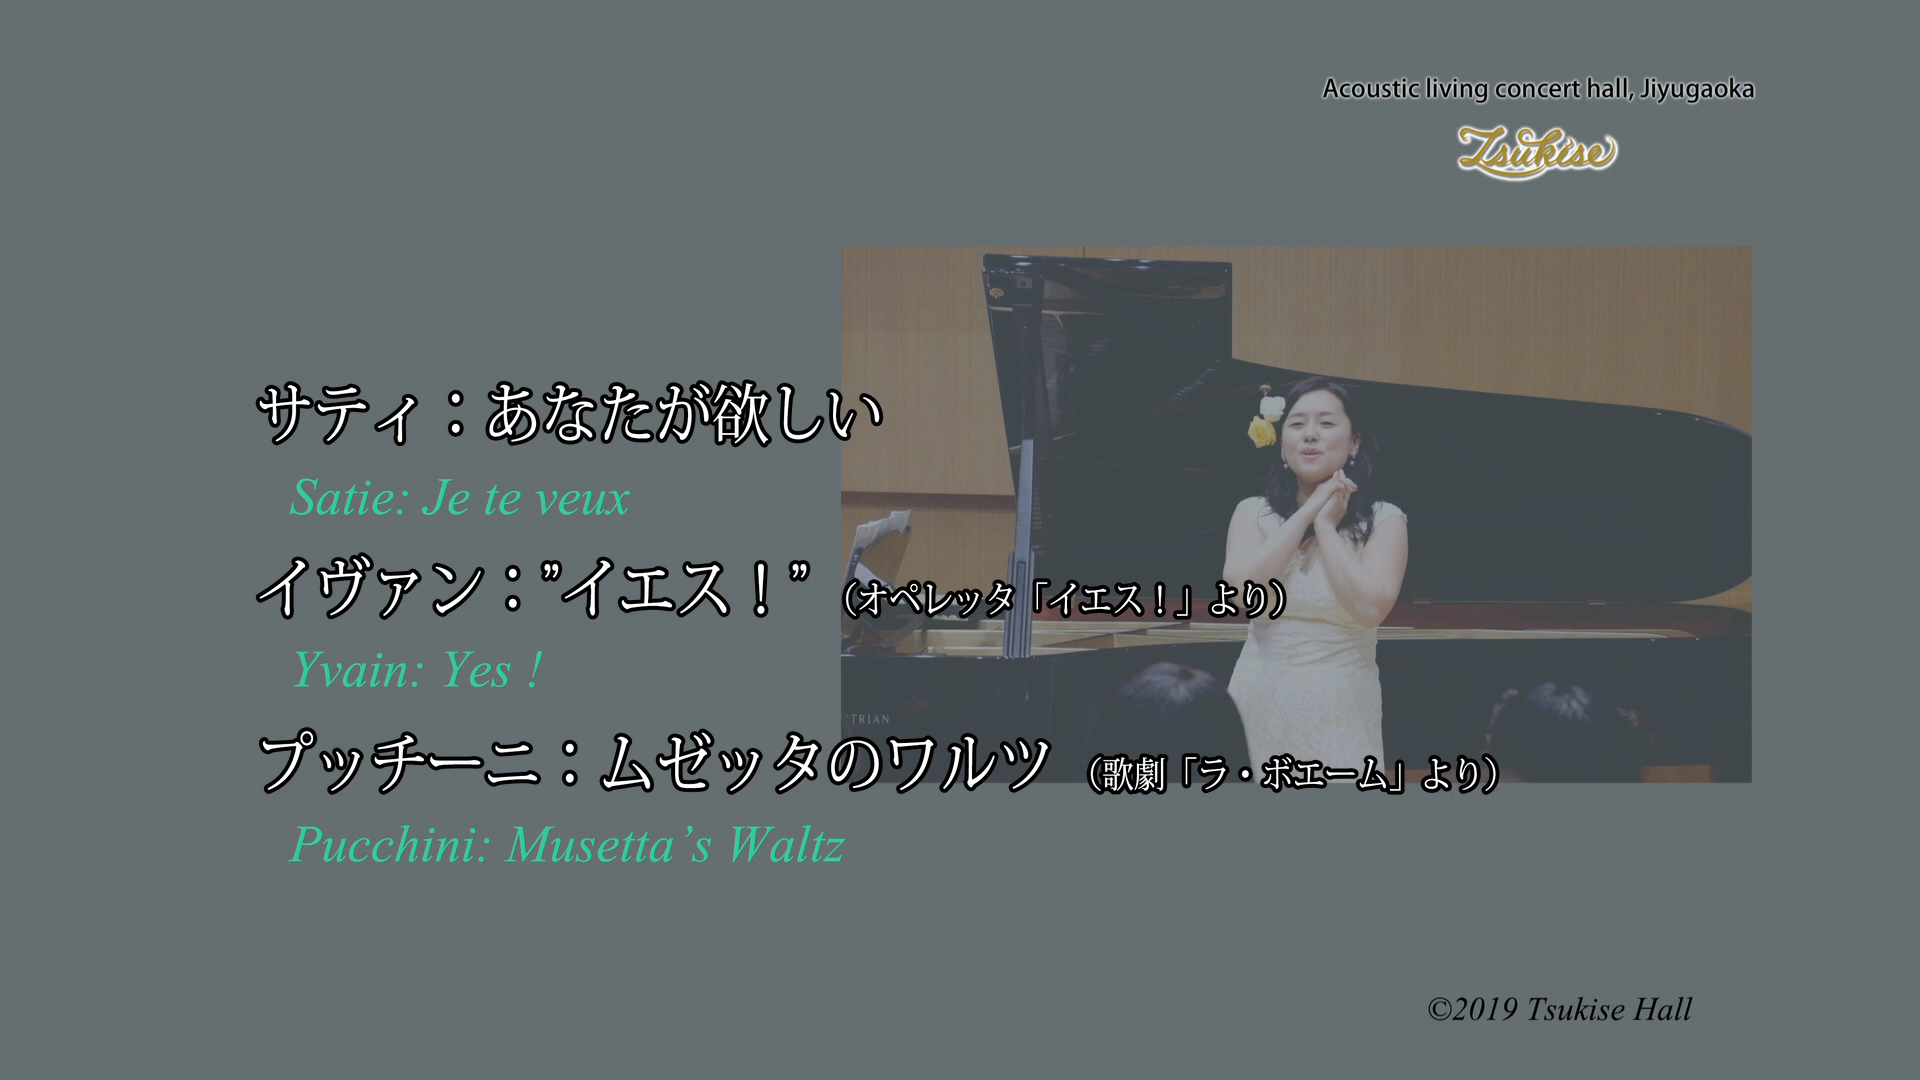 Acoustic living concert hall, Jiyugaoka
Tsukise
サティ：あなたが欲しい
Satie: Je te veux
イヴァン：”イエス！” （オペレッタ「イエス！」より）
Yvain: Yes !
TRIAN
プッチーニ：ムゼッタのワルツ （歌劇「ラ・ボエーム」より）
Pucchini: Musetta’s Waltz
©2019 Tsukise Hall